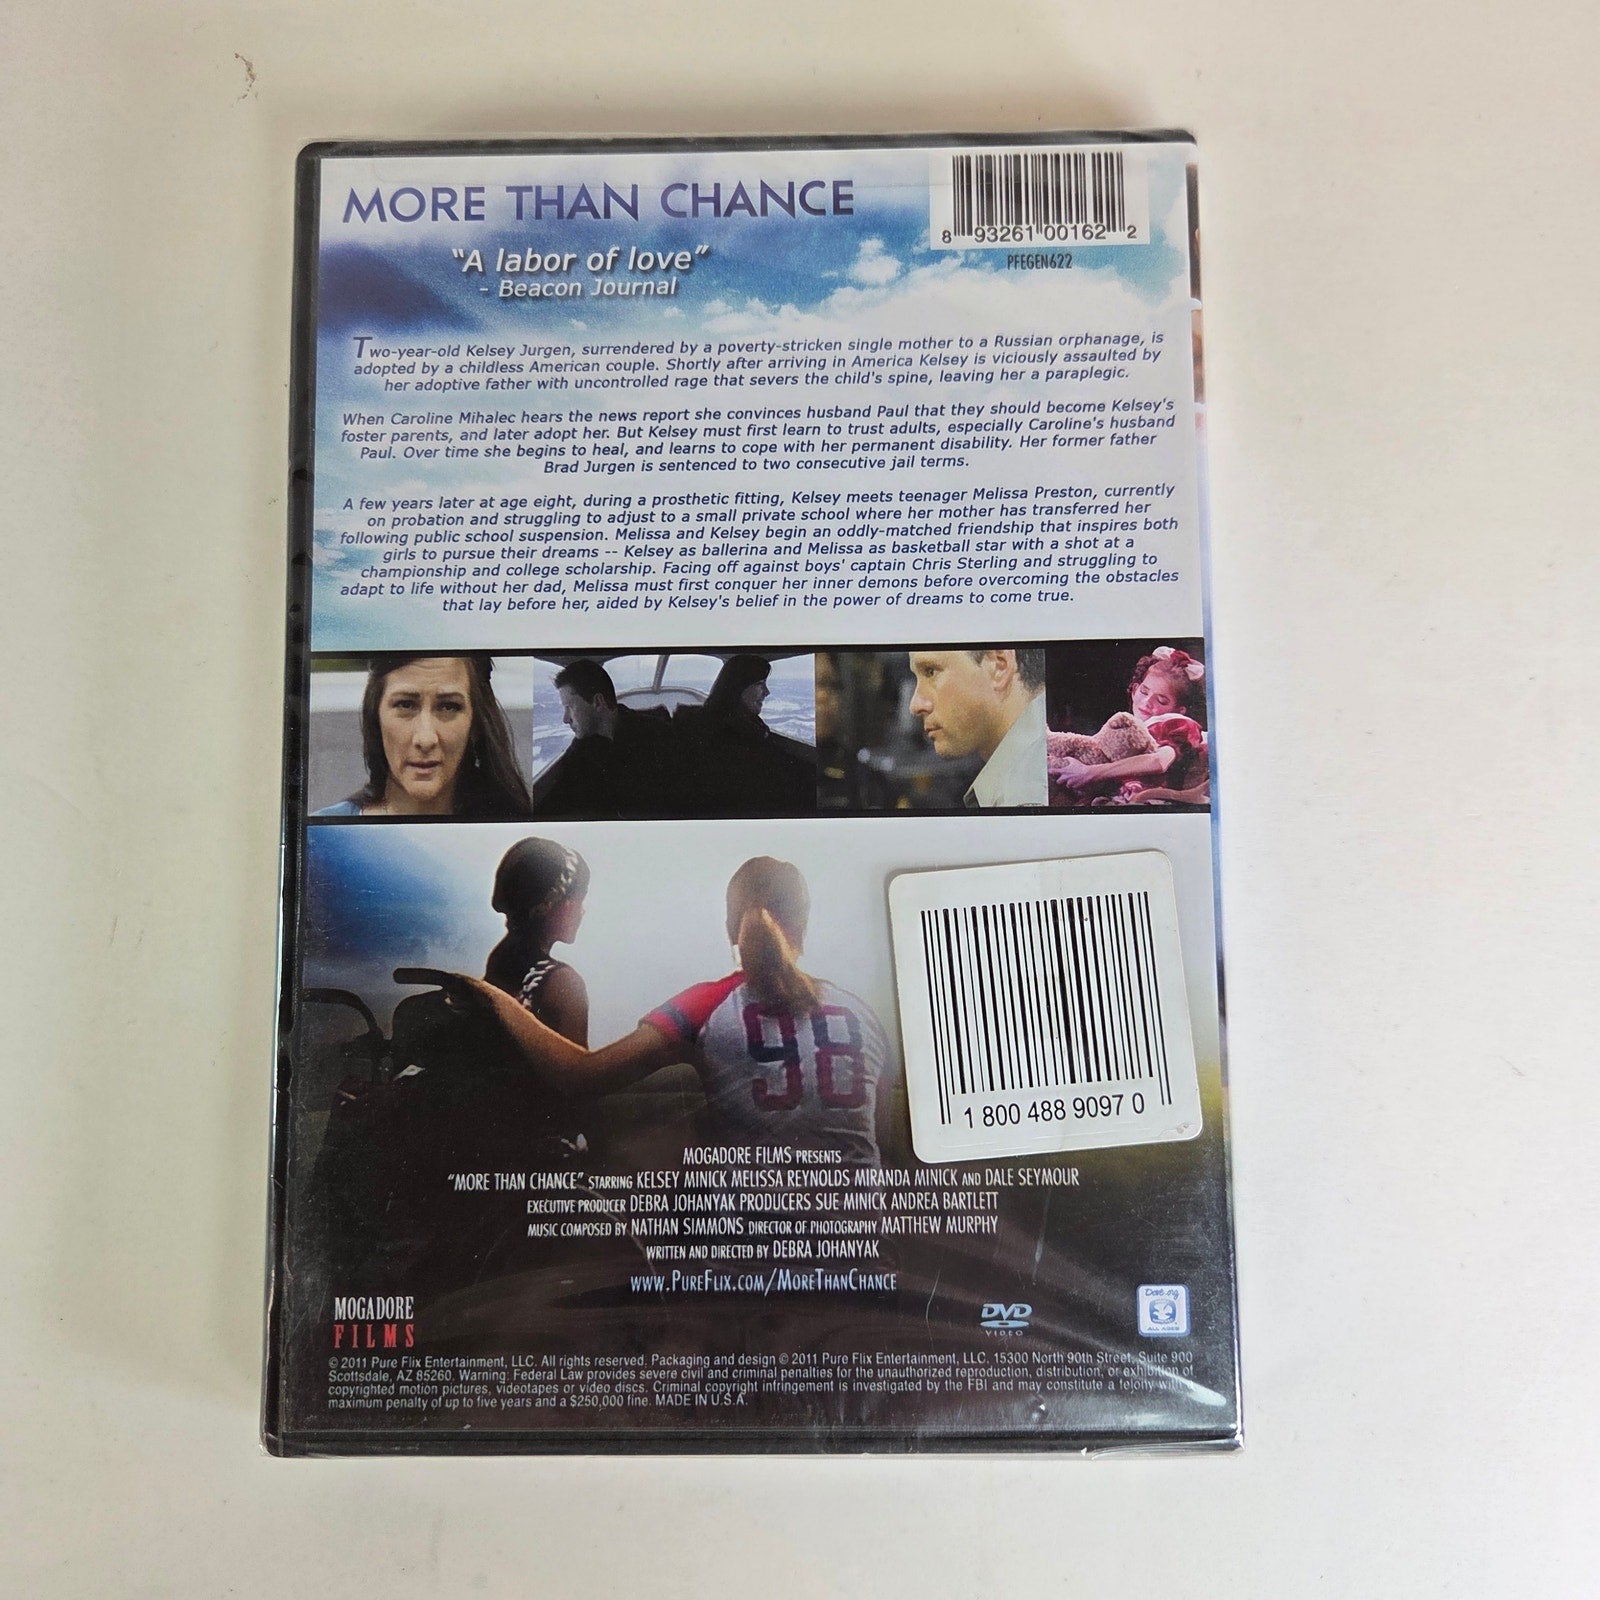 MORE THAN CHANCE
8 93261 00162 2
PFEGEN622
"A labor of love"
- Beacon Journal
Two-year-old Kelsey Jurgen, surrendered by a poverty-stricken single mother to a Russian orphanage, is
adopted by a childless American couple. Shortly after arriving in America Kelsey is viciously assaulted by
her adoptive father with uncontrolled rage that severs the child's spine, leaving her a paraplegic.
When Caroline Mihalec hears the news report she convinces husband Paul that they should become Kelsey's
foster parents, and later adopt her. But Kelsey must first learn to trust adults, especially Caroline's husband
Paul. Over time she begins to heal, and learns to cope with her permanent disability. Her former father
Brad Jurgen is sentenced to two consecutive jail terms.
A few years later at age eight, during a prosthetic fitting, Kelsey meets teenager Melissa Preston, currently
on probation and struggling to adjust to a small private school where her mother has transferred her
following public school suspension. Melissa and Kelsey begin an oddly-matched friendship that inspires both
girls to pursue their dreams -- Kelsey as ballerina and Melissa as basketball star with a shot at a
championship and college scholarship. Facing off against boys' captain Chris Sterling and struggling to
adapt to life without her dad, Melissa must first conquer her inner demons before overcoming the obstacles
that lay before her, aided by Kelsey's belief in the power of dreams to come true.
98
1 800 488 9097 0
MOGADORE FILMS PRESENTS
"MORE THAN CHANCE" STARRING KELSEY MINICK MELISSA REYNOLDS MIRANDA MINICK AND DALE SEYMOUR
EXECUTIVE PRODUCER DEBRA JOHANYAK PRODUCERS SUE MINICK ANDREA BARTLETT
MUSIC COMPOSED BY NATHAN SIMMONS DIRECTOR OF PHOTOGRAPHY MATTHEW MURPHY
WRITTEN AND DIRECTED BY DEBRA JOHANYAK
WWW.PUREFLIX.COM/MORETHANCHANCE
MOGADORE
FILMS
DVD
VIDEO
Dove.org
ALL AGES
© 2011 Pure Flix Entertainment, LLC. All rights reserved. Packaging and design © 2011 Pure Flix Entertainment, LLC. 15300 North 90th Street, Suite 900
Scottsdale, AZ 85260. Warning: Federal Law provides severe civil and criminal penalties for the unauthorized reproduction, distribution, or exhibition of
copyrighted motion pictures, videotapes or video discs. Criminal copyright infringement is investigated by the FBI and may constitute a felony with a
maximum penalty of up to five years and a $250,000 fine. MADE IN U.S.A.